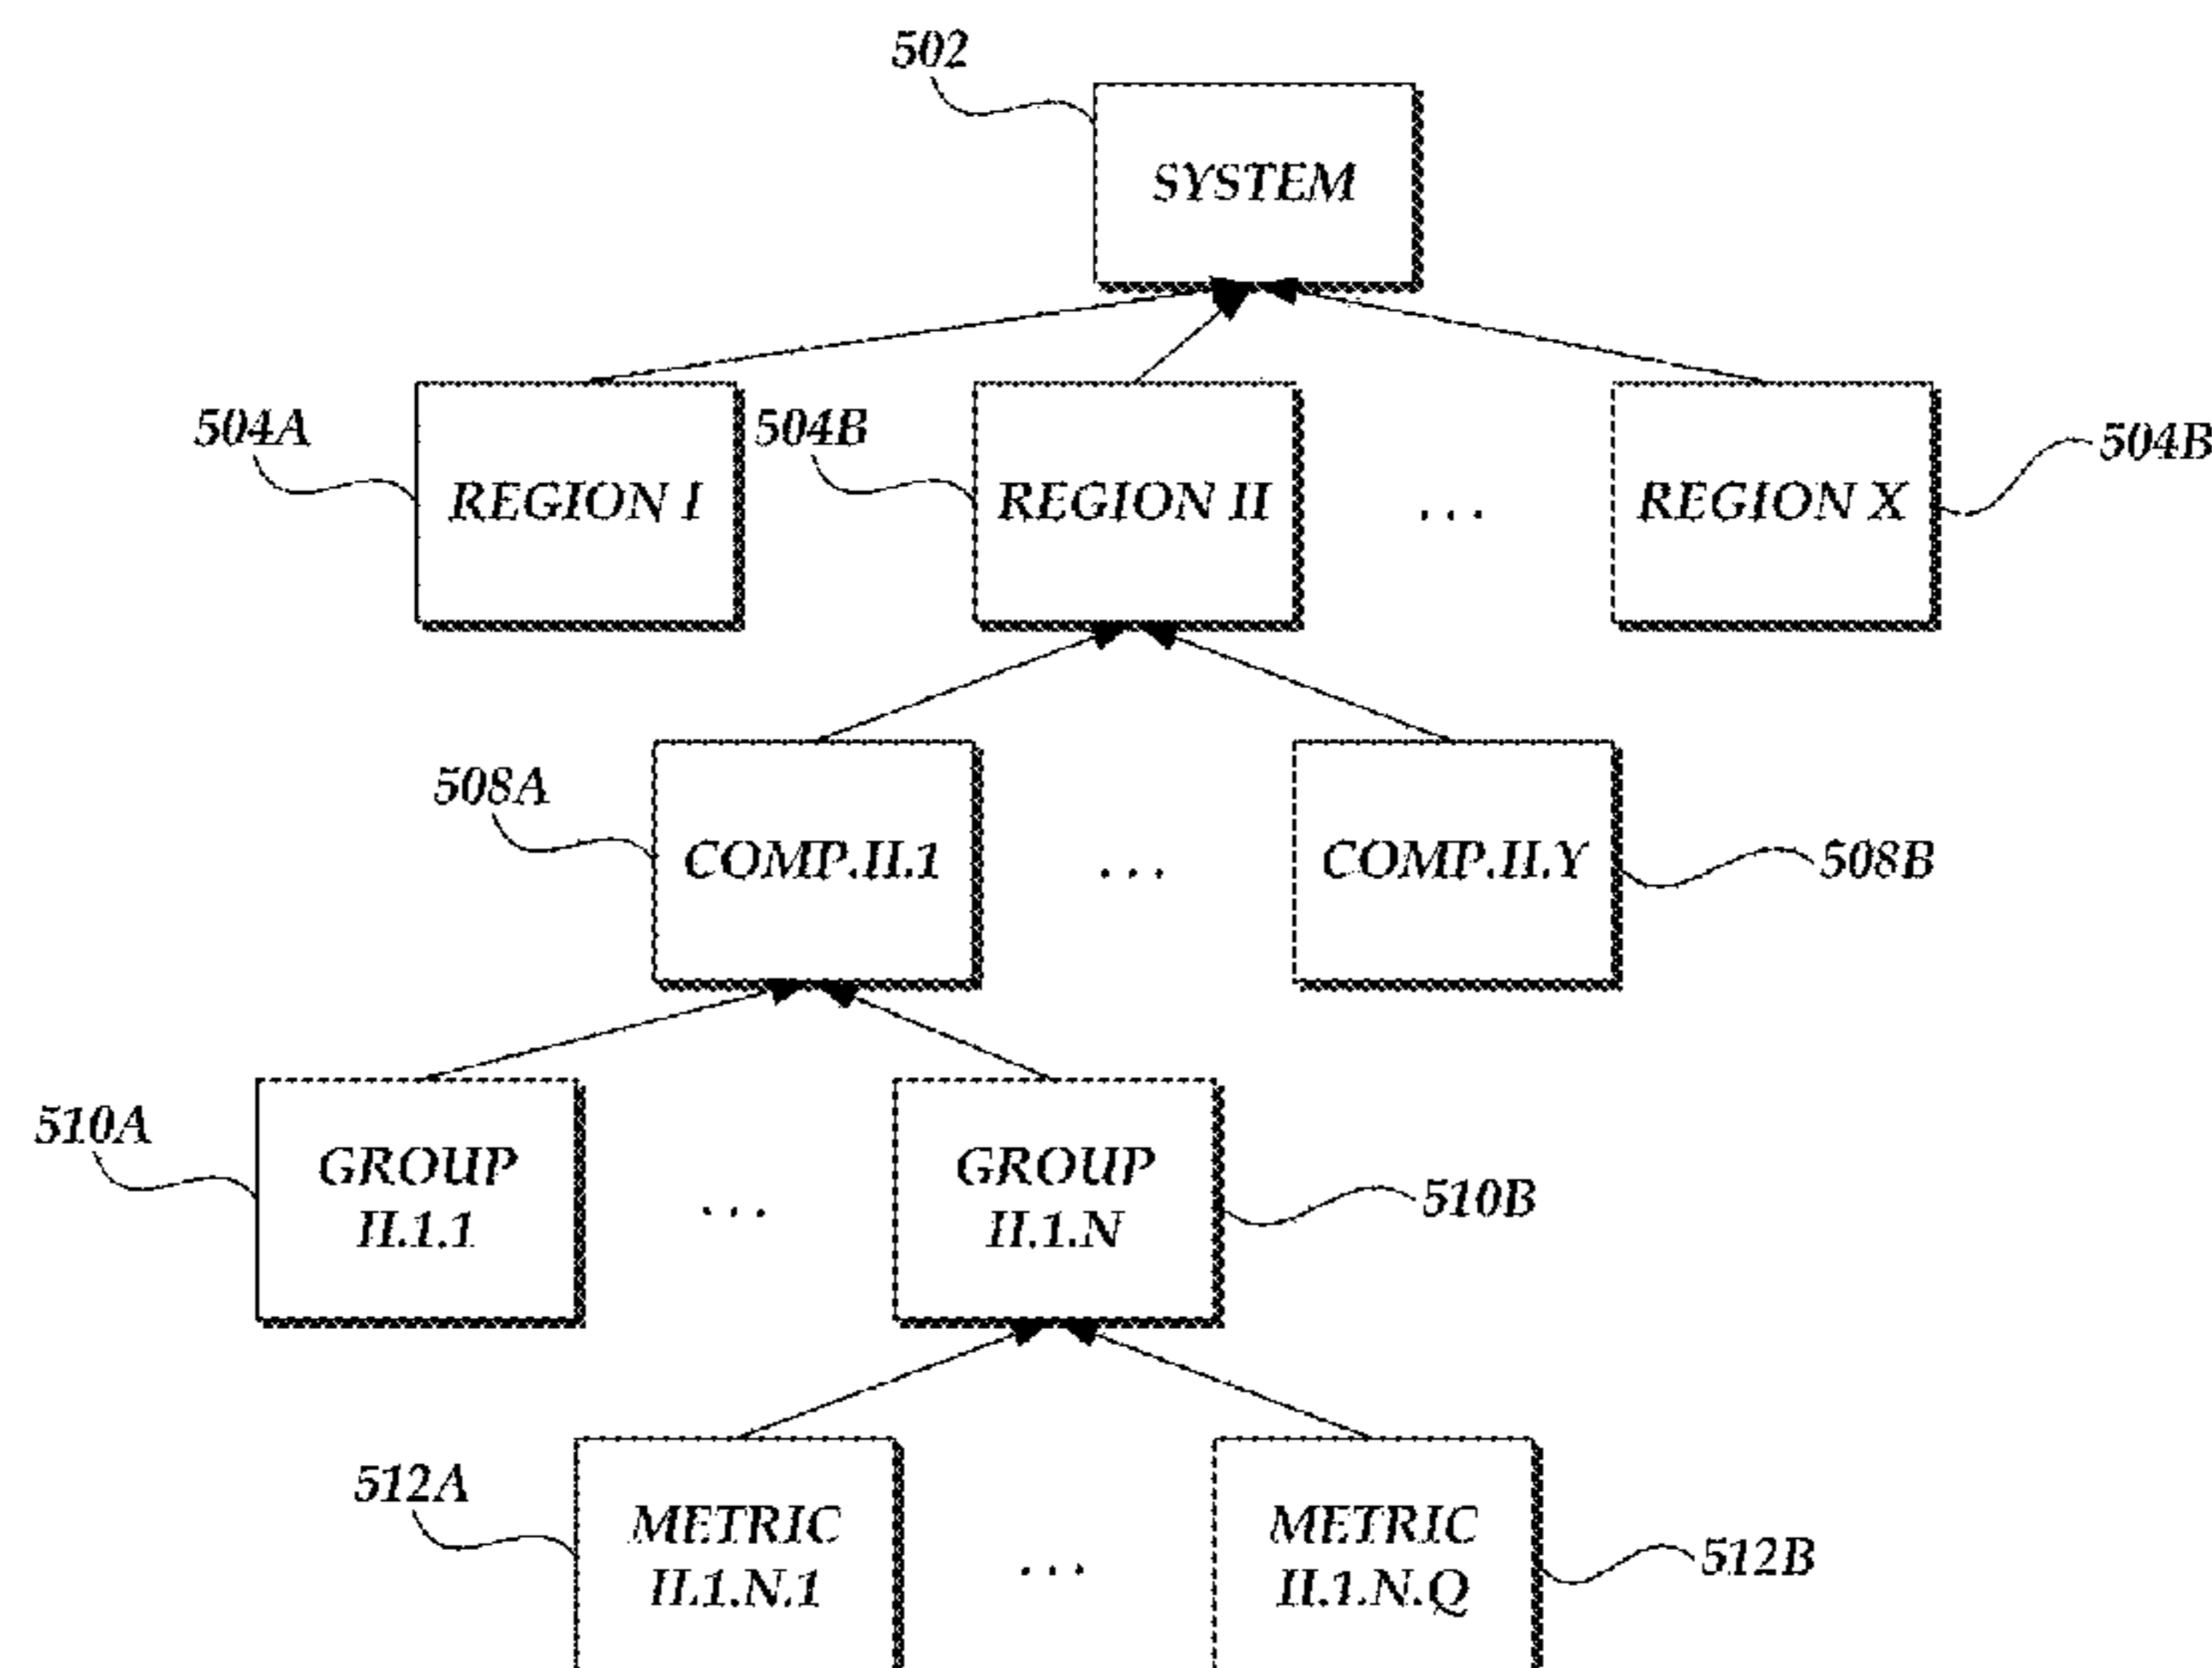 502
SYSTEM
504A
REGION I
504B
REGION II
...
REGION X
504B
508A
COMP.II.1
...
COMP.II.Y
508B
510A
GROUP
II.1.1
...
GROUP
II.1.N
510B
512A
METRIC
II.1.N.1
...
METRIC
II.1.N.Q
512B